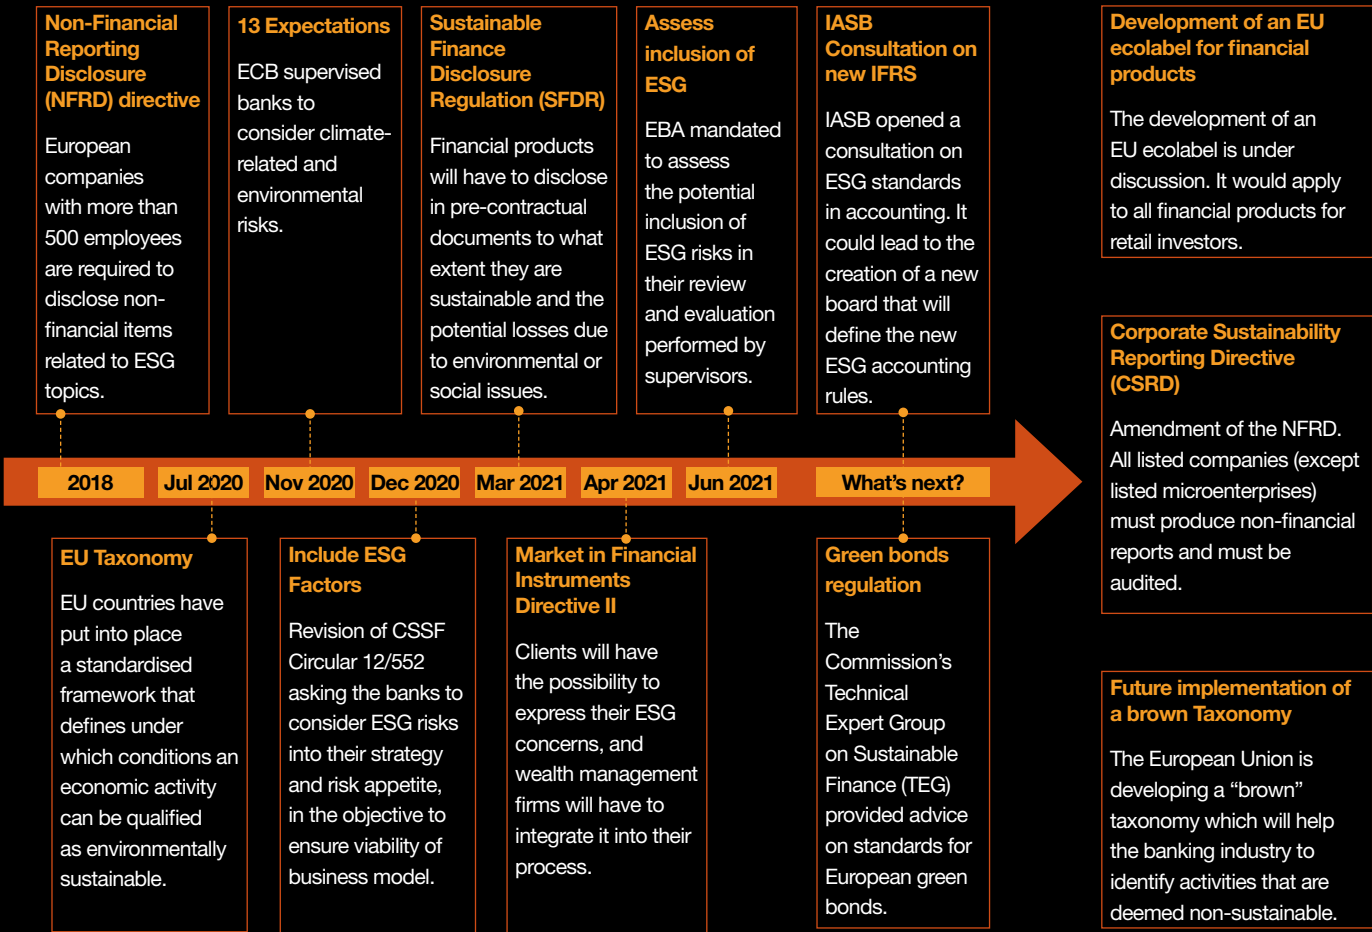 Non-Financial
Reporting
Disclosure
(NFRD) directive
European
companies
with more than
500 employees
are required to
disclose non-
financial items
related to ESG
topics.
13 Expectations
ECB supervised
banks to
consider climate-
related and
environmental
risks.
Sustainable
Finance
Disclosure
Regulation (SFDR)
Financial products
will have to disclose
in pre-contractual
documents to what
extent they are
sustainable and the
potential losses due
to environmental or
social issues.
Assess
inclusion of
ESG
EBA mandated
to assess
the potential
inclusion of
ESG risks in
their review
and evaluation
performed by
supervisors.
IASB
Consultation on
new IFRS
IASB opened a
consultation on
ESG standards
in accounting. It
could lead to the
creation of a new
board that will
define the new
ESG accounting
rules.
2018
Jul 2020
Nov 2020
Dec 2020
Mar 2021
Apr 2021
Jun 2021
What's next?
EU Taxonomy
EU countries have
put into place
a standardised
framework that
defines under
which conditions an
economic activity
can be qualified
as environmentally
sustainable.
Include ESG
Factors
Revision of CSSF
Circular 12/552
asking the banks to
consider ESG risks
into their strategy
and risk appetite,
in the objective to
ensure viability of
business model.
Market in Financial
Instruments
Directive II
Clients will have
the possibility to
express their ESG
concerns, and
wealth management
firms will have to
integrate it into their
process.
Green bonds
regulation
The
Commission's
Technical
Expert Group
on Sustainable
Finance (TEG)
provided advice
on standards for
European green
bonds.
Development of an EU
ecolabel for financial
products
The development of an
EU ecolabel is under
discussion. It would apply
to all financial products for
retail investors.
Corporate Sustainability
Reporting Directive
(CSRD)
Amendment of the NFRD.
All listed companies (except
listed microenterprises)
must produce non-financial
reports and must be
audited.
Future implementation of
a brown Taxonomy
The European Union is
developing a “brown”
taxonomy which will help
the banking industry to
identify activities that are
deemed non-sustainable.